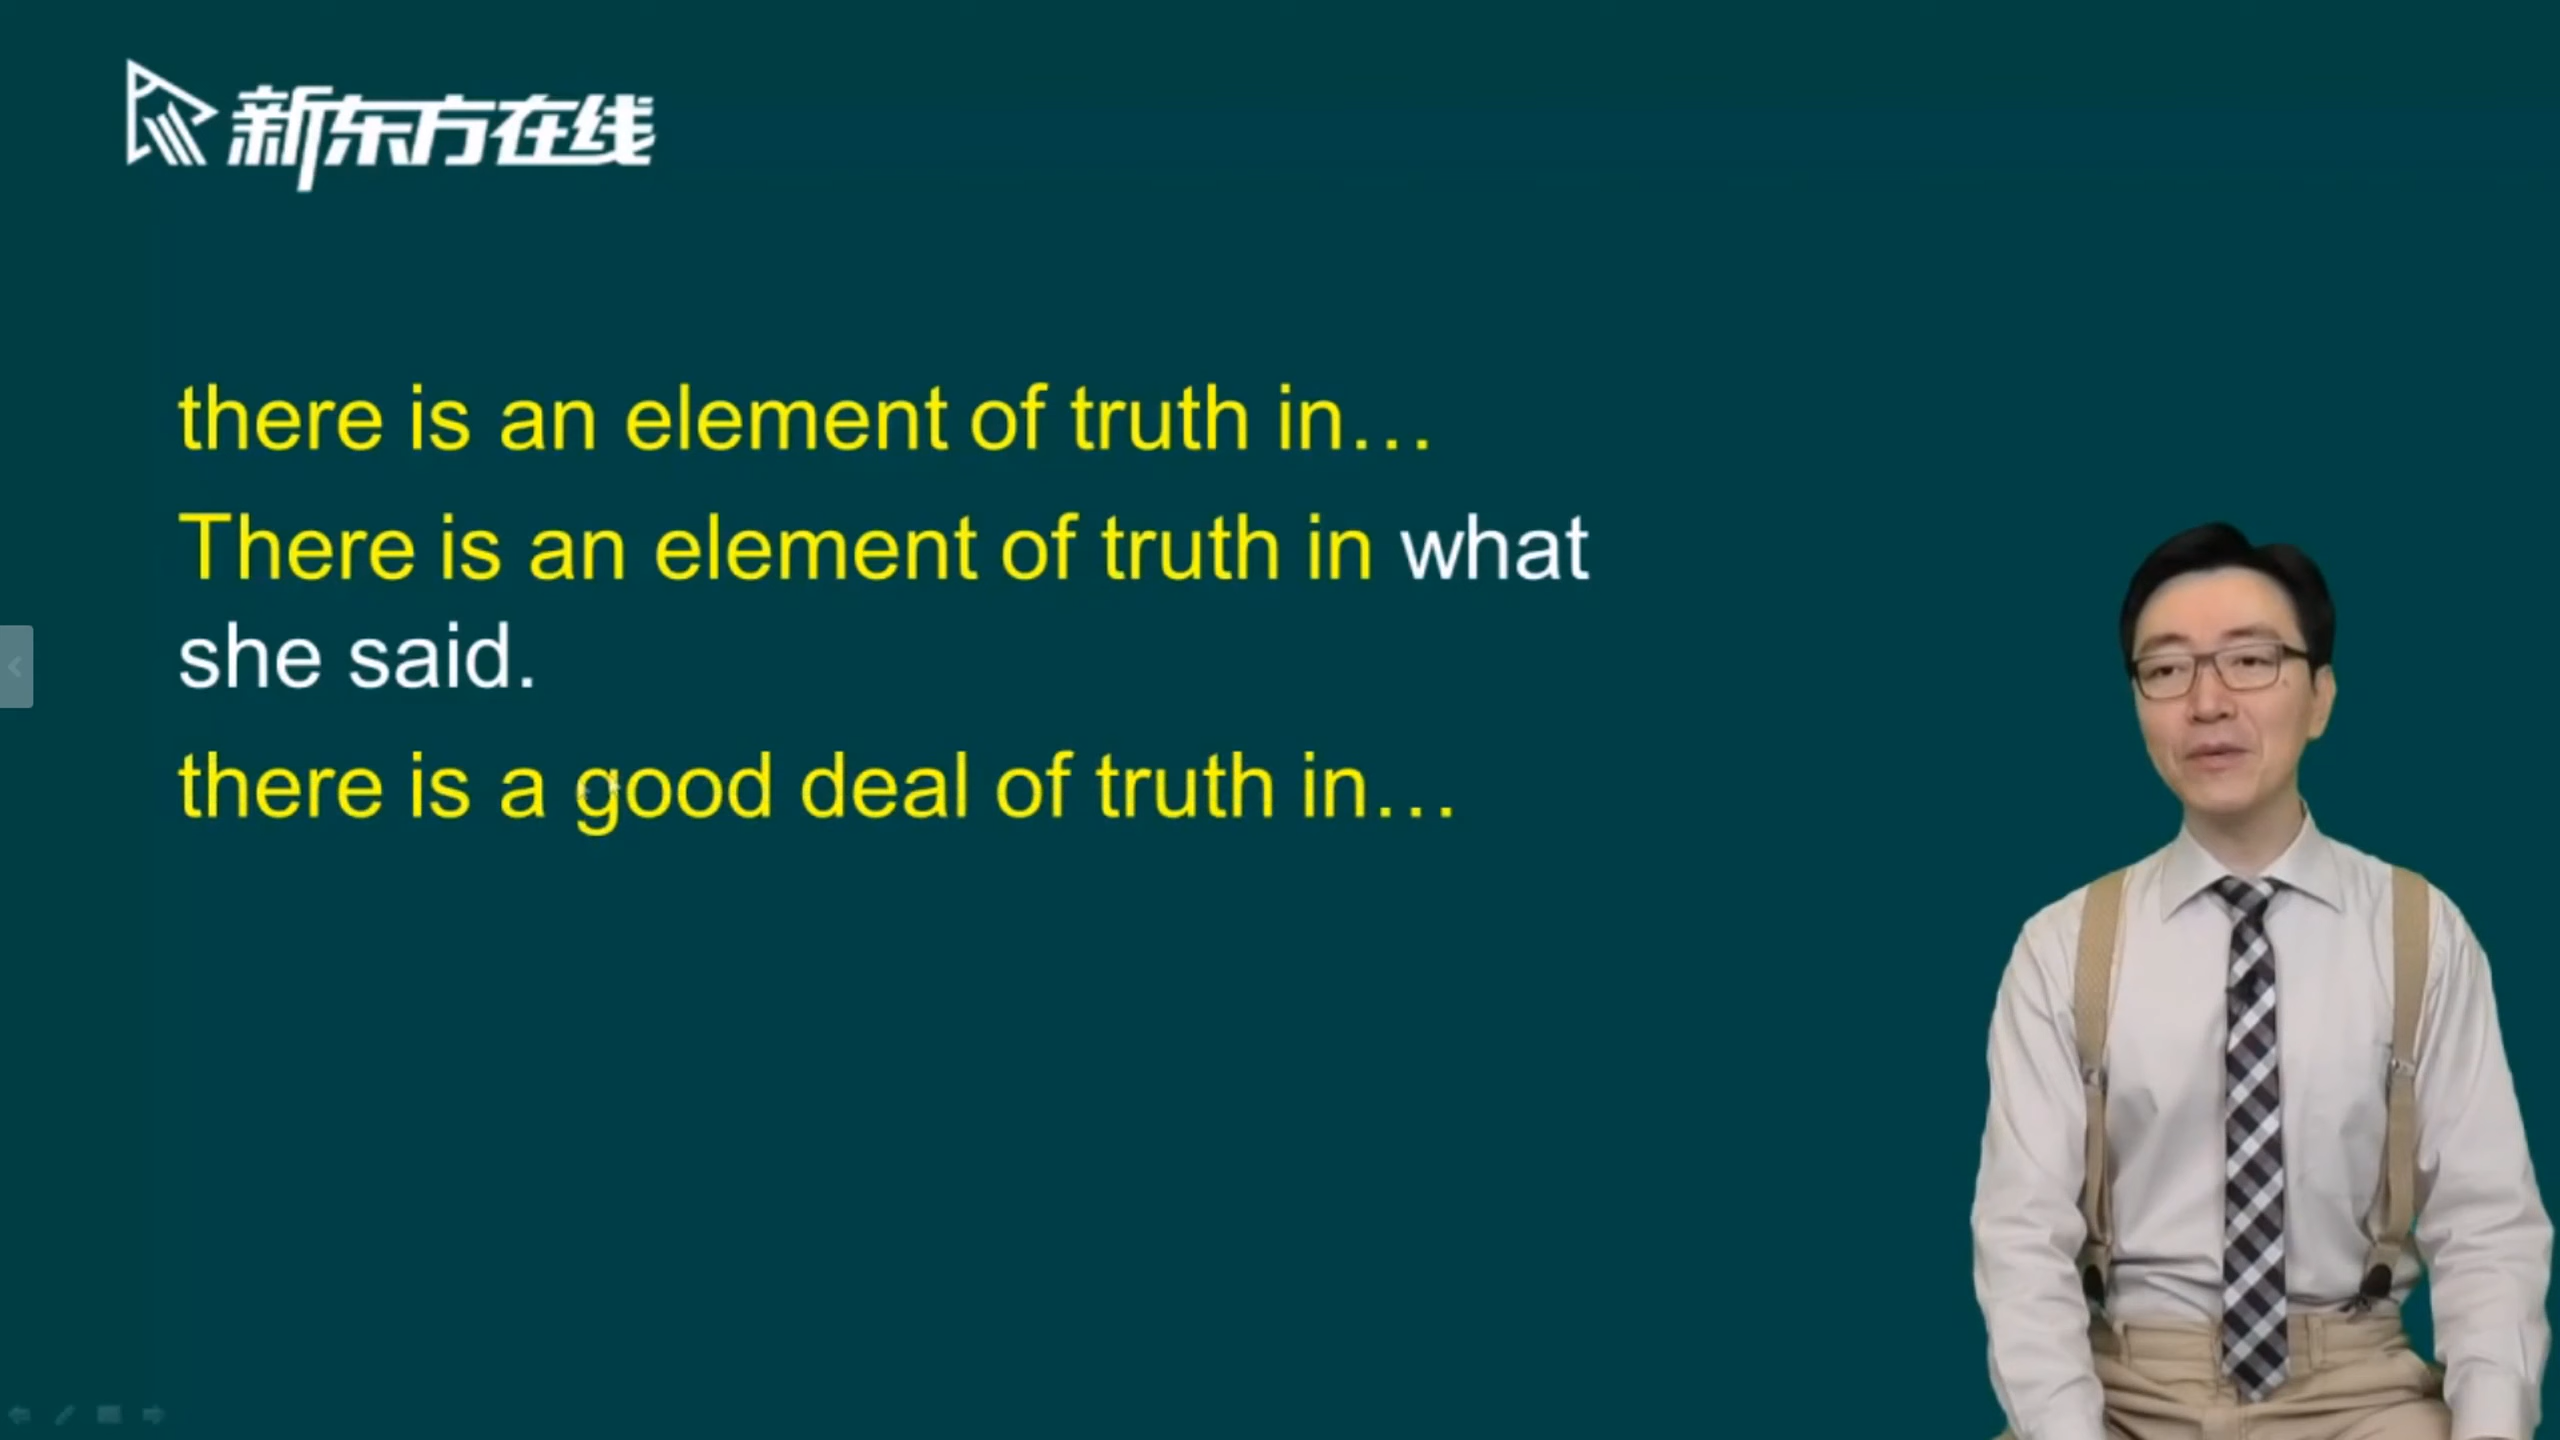 新东方在线
there is an element of truth in…
There is an element of truth in what
she said.
there is a good deal of truth in…